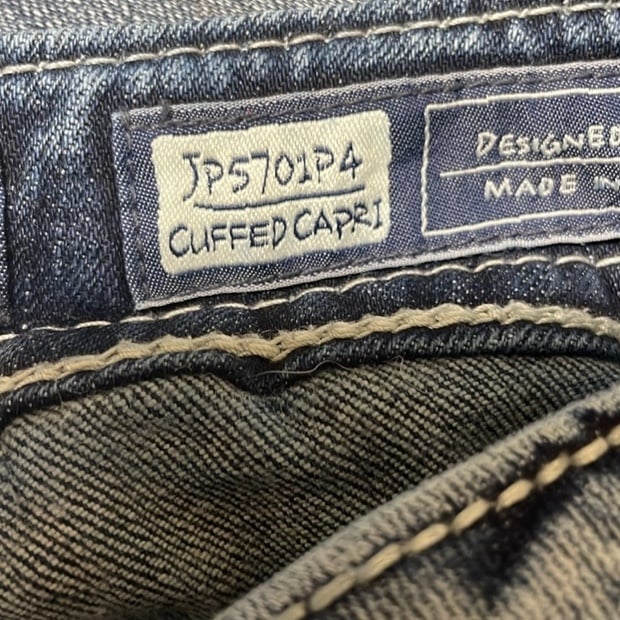 JP5701P4
CUFFED CAPRI
DESIGNED
MADE IN